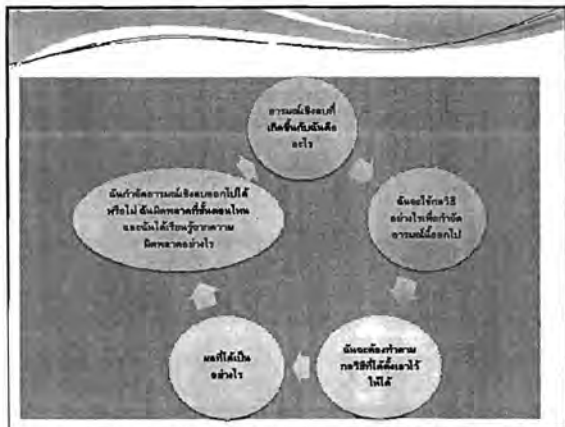 อารมณ์เชิงลบที่
เกิดขึ้นกับฉันคือ
อะไร
ฉันจะใช้กลวิธี
อย่างไรเพื่อกำจัด
อารมณ์นี้ออกไป
ฉันจะต้องทำตาม
กลวิธีที่ได้ตั้งเอาไว้
ให้ได้
ผลที่ได้เป็น
อย่างไร
ฉันกำจัดอารมณ์เชิงลบออกไปได้
หรือไม่ ฉันผิดพลาดที่ขั้นตอนไหน
และฉันได้เรียนรู้จากความ
ผิดพลาดอย่างไร